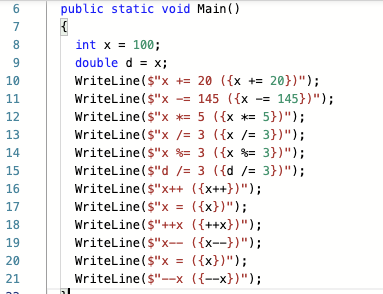 6 public static void Main()
7 {
8 int x = 100;
9 double d = x;
10 WriteLine($"x += 20 ({x += 20})");
11 WriteLine($"x -= 145 ({x -= 145})");
12 WriteLine($"x *= 5 ({x *= 5})");
13 WriteLine($"x /= 3 ({x /= 3})");
14 WriteLine($"x %= 3 ({x %= 3})");
15 WriteLine($"d /= 3 ({d /= 3})");
16 WriteLine($"x++ ({x++})");
17 WriteLine($"x = ({x})");
18 WriteLine($"++x ({++x})");
19 WriteLine($"x-- ({x--})");
20 WriteLine($"x = ({x})");
21 WriteLine($"--x ({--x})");